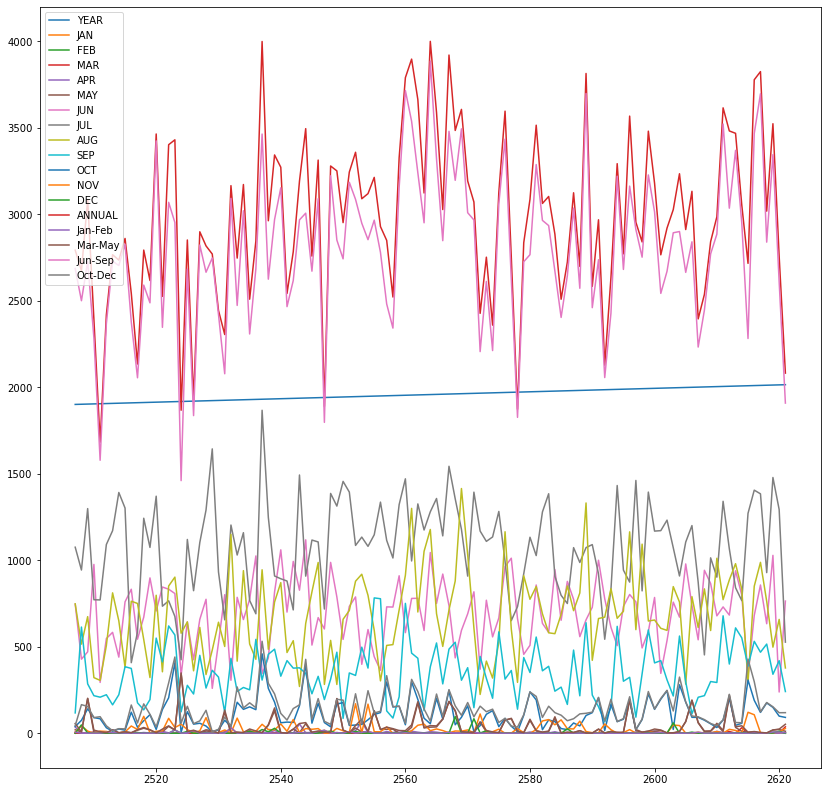 YEAR
JAN
FEB
MAR
APR
MAY
JUN
JUL
AUG
SEP
OCT
NOV
DEC
ANNUAL
Jan-Feb
Mar-May
Jun-Sep
Oct-Dec
4000
3500
3000
2500
2000
1500
1000
500
0
2520 2540 2560 2580 2600 2620